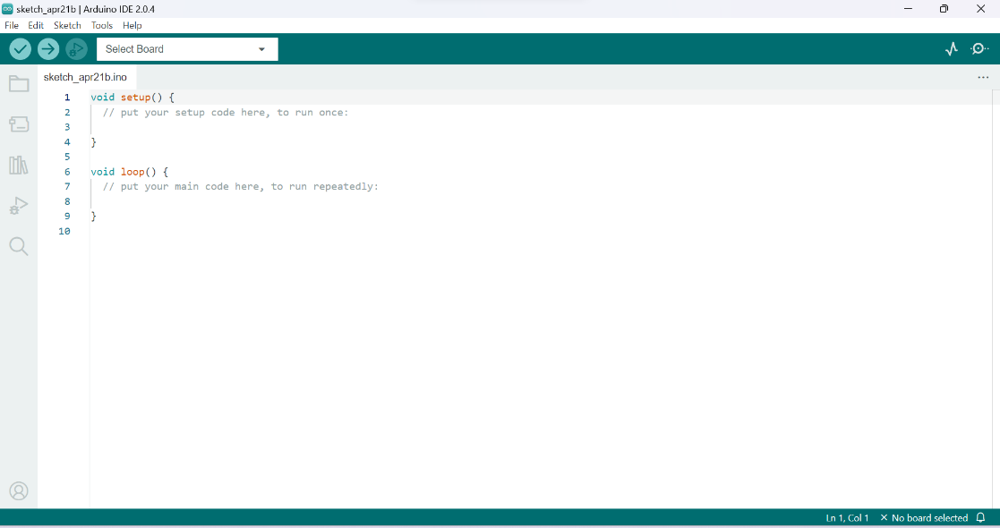 sketch_apr21b | Arduino IDE 2.0.4
File Edit Sketch Tools Help
Select Board
sketch_apr21b.ino
1 void setup() {
2 // put your setup code here, to run once:
3
4 }
5
6 void loop() {
7 // put your main code here, to run repeatedly:
8
9 }
10
Ln 1, Col 1 × No board selected